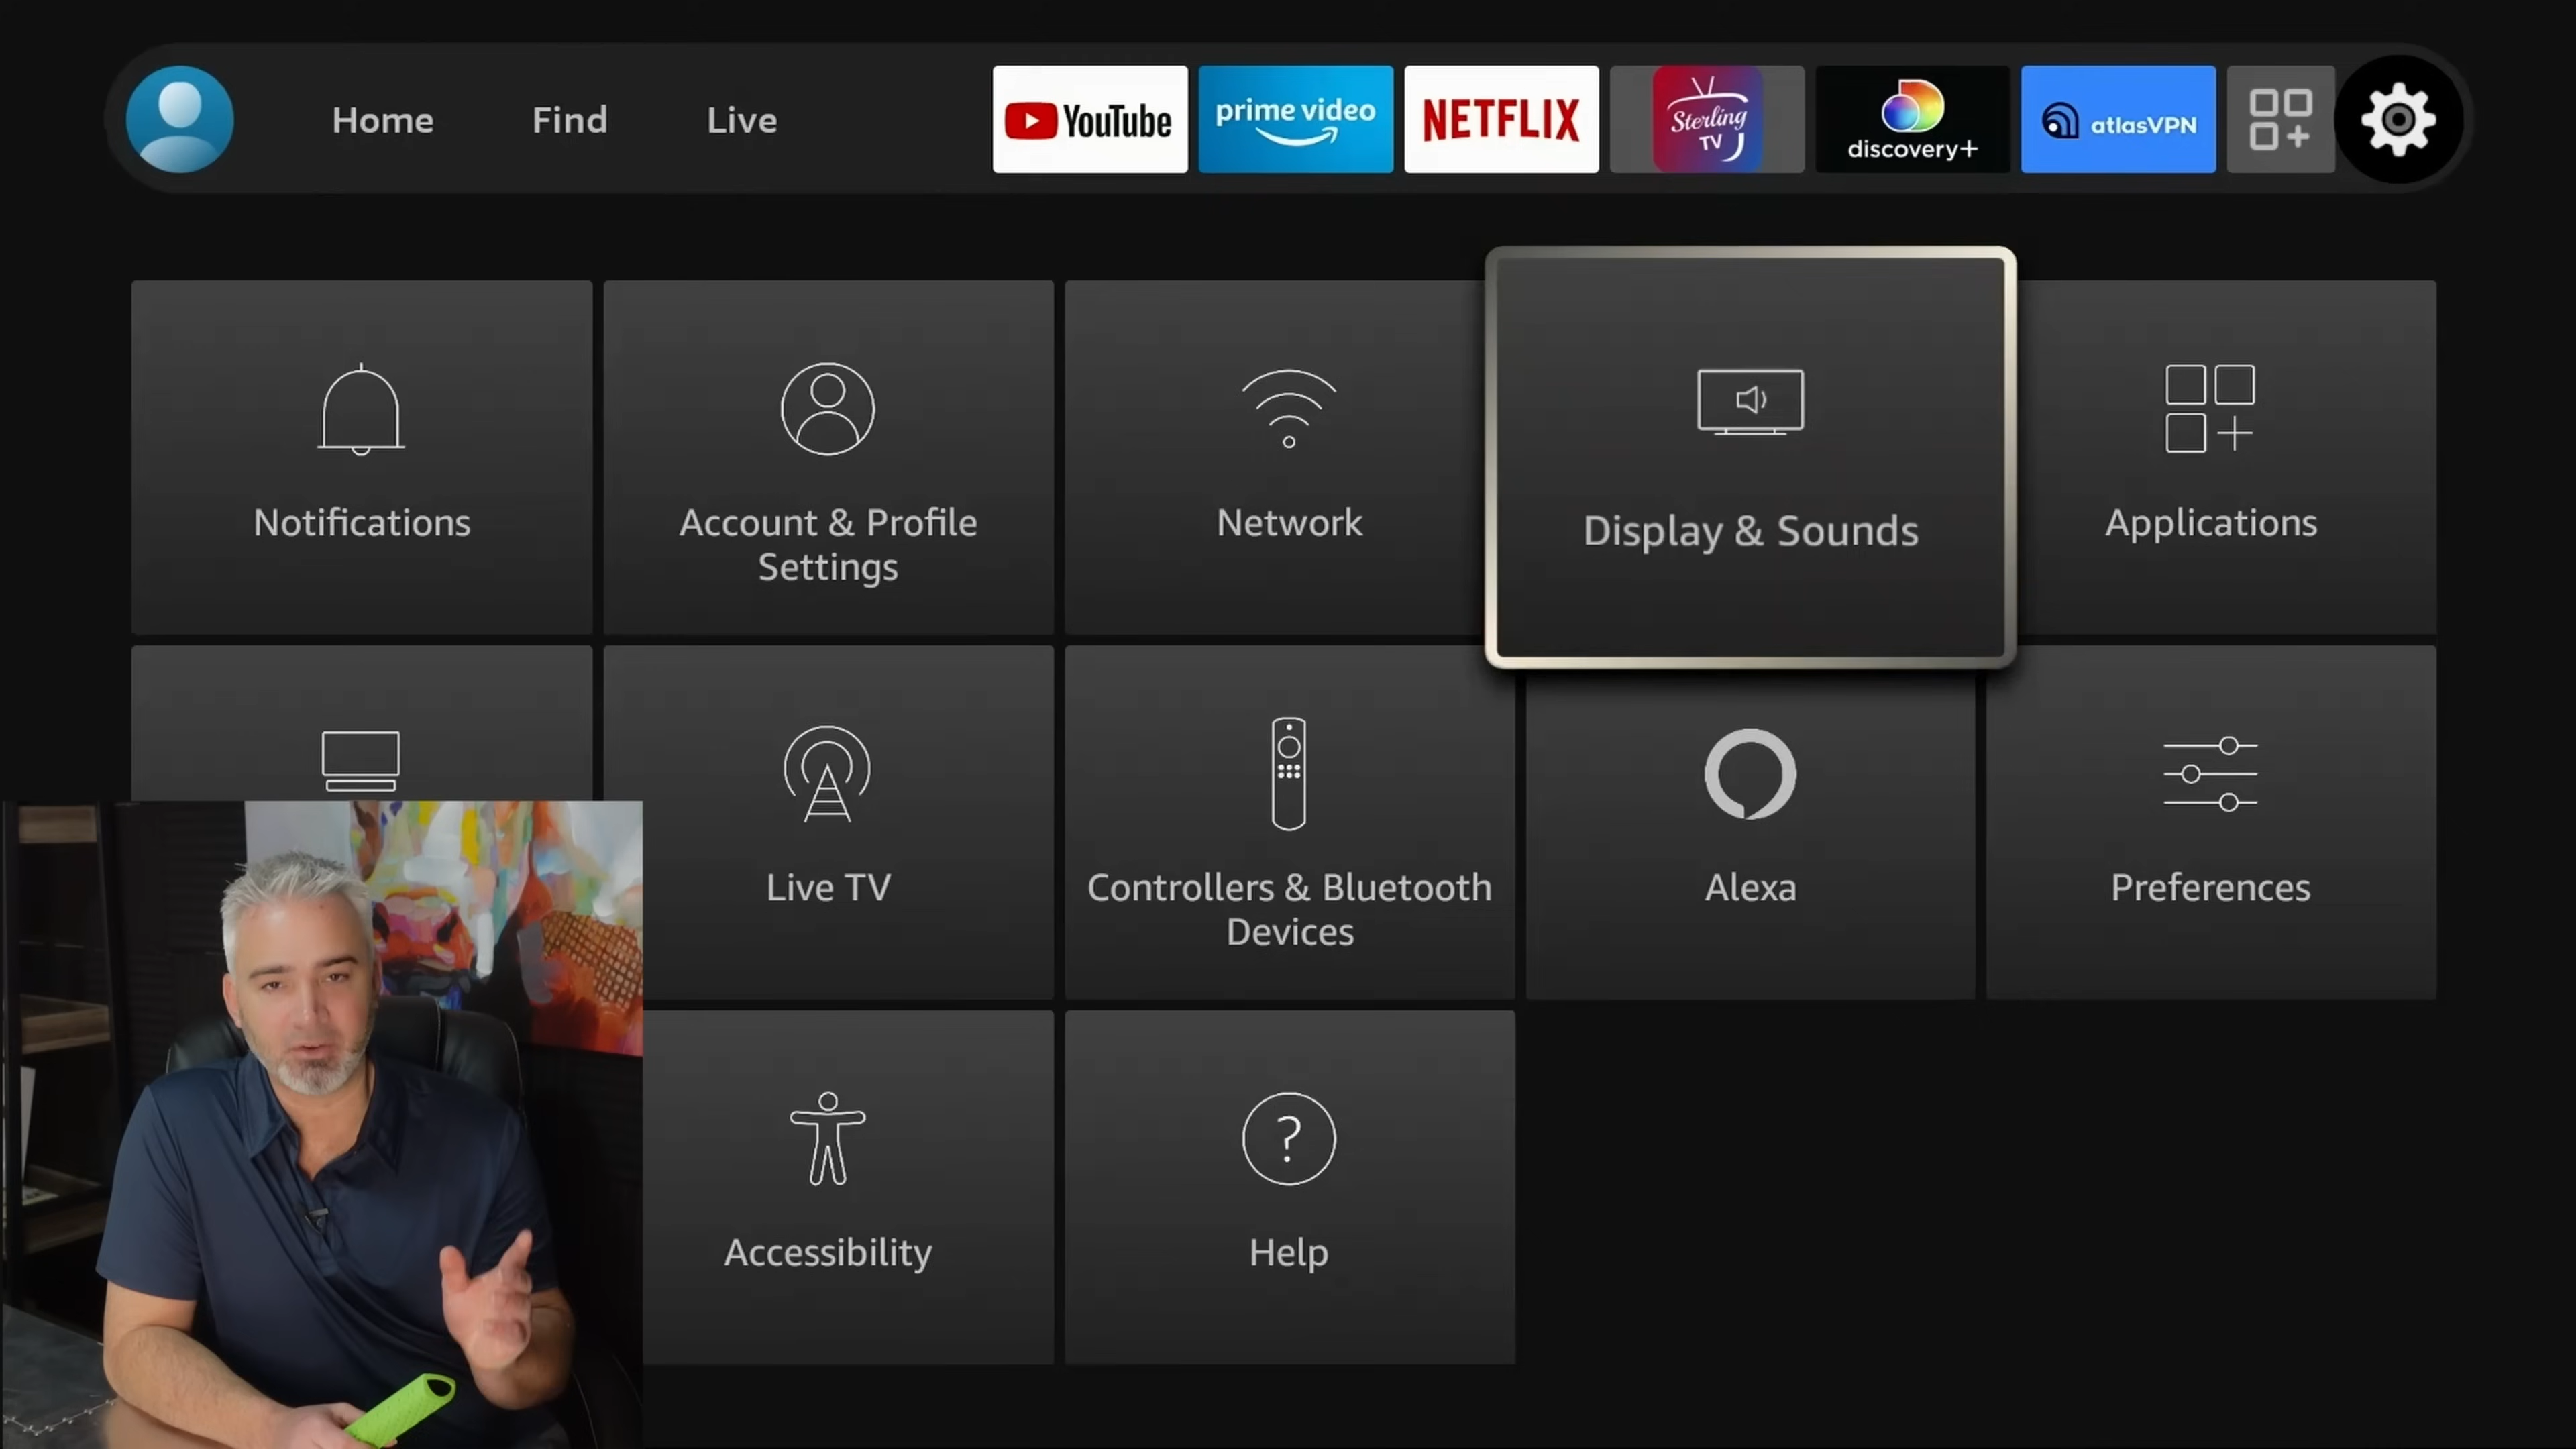 Home
Find
Live
YouTube
prime video
NETFLIX
Sterling
TV
discovery+
atlasVPN
Notifications
Account & Profile
Settings
Network
Display & Sounds
Applications
Live TV
Controllers & Bluetooth
Devices
Alexa
Preferences
Accessibility
?
Help